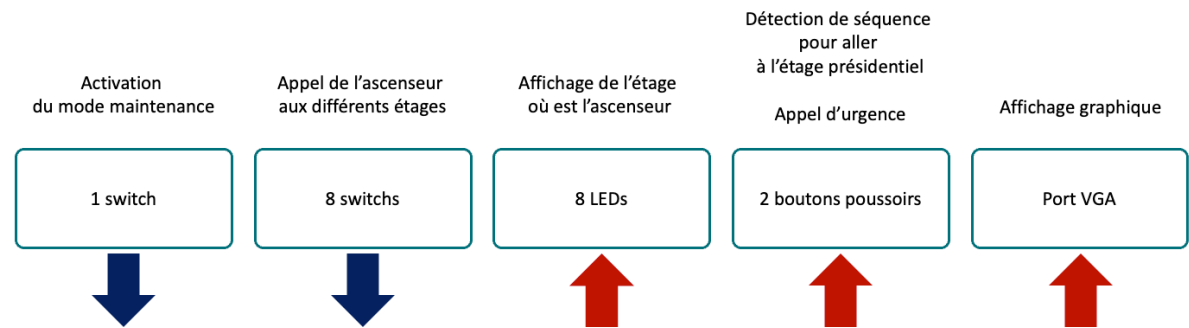 Activation
du mode maintenance
1 switch
Appel de l’ascenseur
aux différents étages
8 switchs
Affichage de l’étage
où est l’ascenseur
8 LEDs
Détection de séquence
pour aller
à l’étage présidentiel
Appel d’urgence
2 boutons poussoirs
Affichage graphique
Port VGA